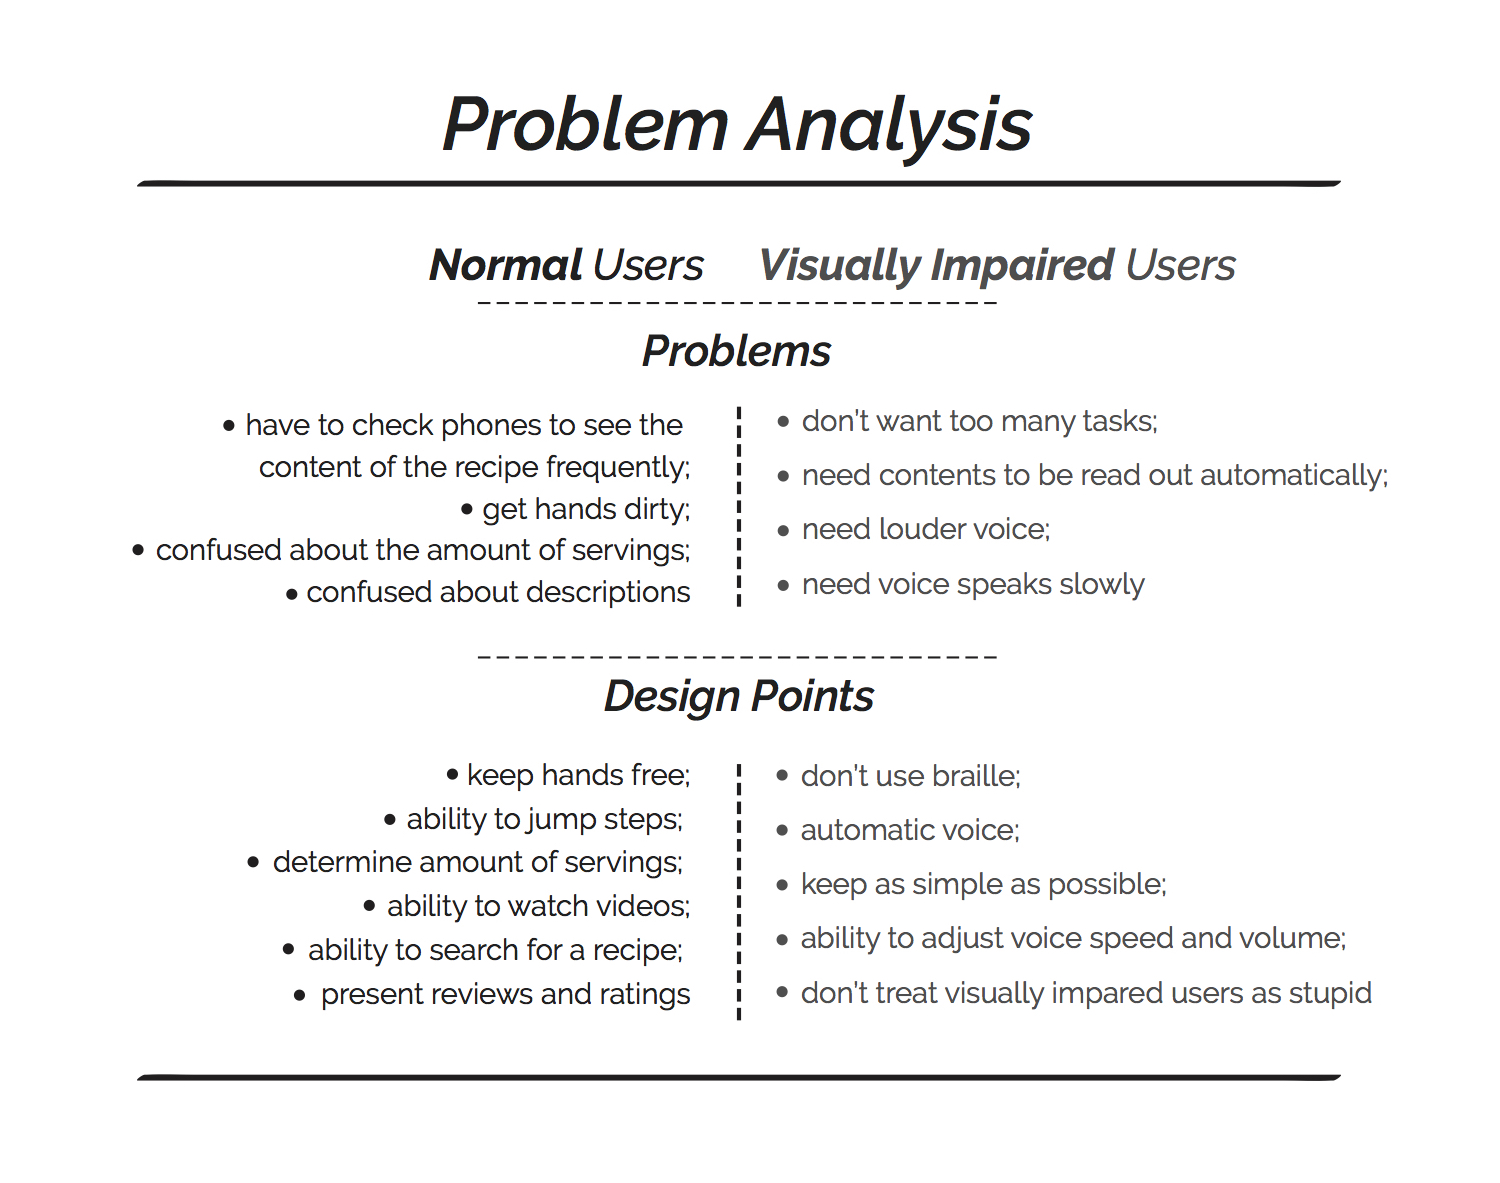 Problem Analysis
Normal Users
Visually Impaired Users
Problems
• have to check phones to see the
content of the recipe frequently;
• get hands dirty;
• confused about the amount of servings;
• confused about descriptions
• don't want too many tasks;
• need contents to be read out automatically;
• need louder voice;
• need voice speaks slowly
Design Points
• keep hands free;
• ability to jump steps;
• determine amount of servings;
• ability to watch videos;
• ability to search for a recipe;
• present reviews and ratings
• don't use braille;
• automatic voice;
• keep as simple as possible;
• ability to adjust voice speed and volume;
• don't treat visually impared users as stupid